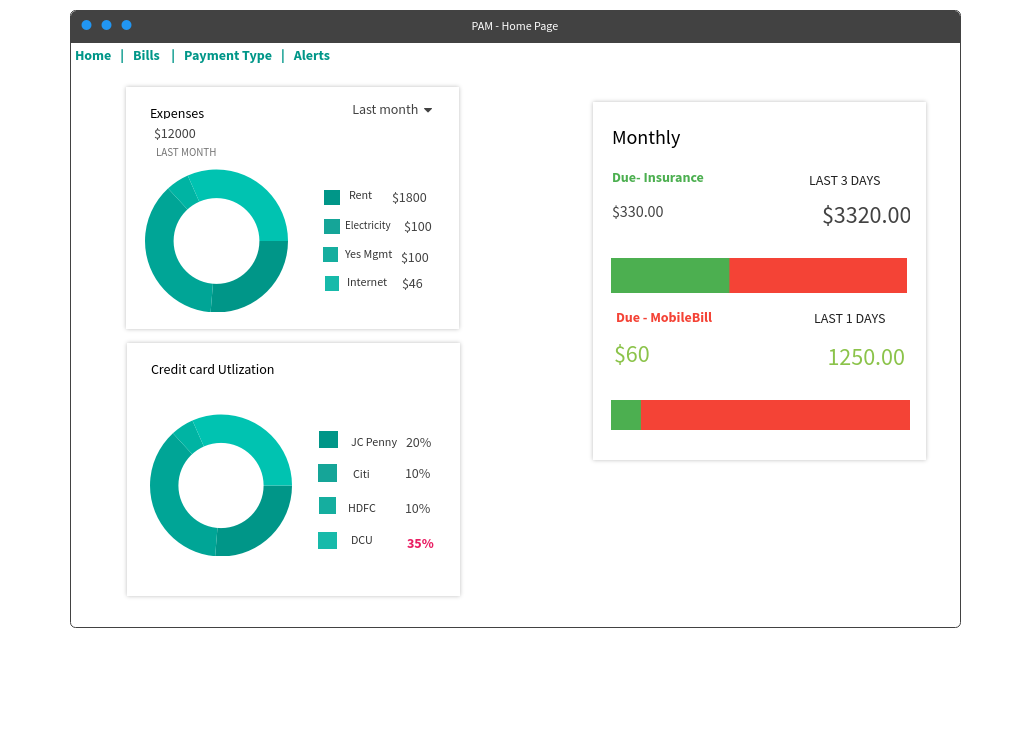 PAM - Home Page
Home | Bills | Payment Type | Alerts
Expenses
Last month
$12000
LAST MONTH
Rent $1800
Electricity $100
Yes Mgmt $100
Internet $46
Credit card Utlization
JC Penny 20%
Citi 10%
HDFC 10%
DCU 35%
Monthly
Due- Insurance LAST 3 DAYS
$330.00 $3320.00
Due - MobileBill LAST 1 DAYS
$60 1250.00